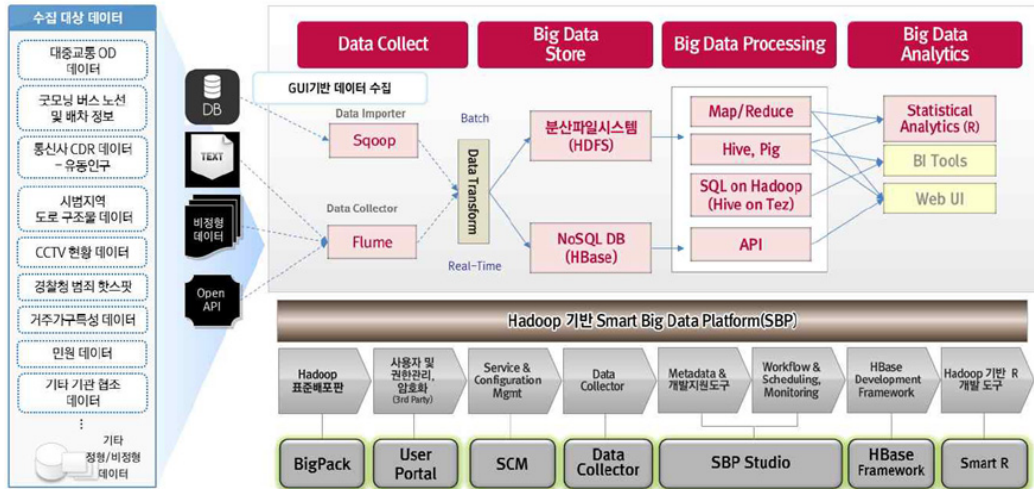 수집 대상 데이터
대중교통 OD
데이터
굿모닝 버스 노선
및 배차 정보
통신사 CDR 데이터
- 유동인구
시범지역
도로 구조물 데이터
CCTV 현황 데이터
경찰청 범죄 핫스팟
거주가구특성 데이터
민원 데이터
기타 기관 협조
데이터
기타
정형/비정형
데이터
DB
TEXT
비정형
데이터
Open
API
Data Collect
Big Data
Store
Big Data Processing
Big Data
Analytics
GUI기반 데이터 수집
Data Importer
Sqoop
Data Collector
Flume
Batch
Data Transform
Real-Time
분산파일시스템
(HDFS)
NoSQL DB
(HBase)
Map/Reduce
Hive, Pig
SQL on Hadoop
(Hive on Tez)
API
Statistical
Analytics (R)
BI Tools
Web UI
Hadoop 기반 Smart Big Data Platform(SBP)
Hadoop
표준배포판
사용자 및
권한관리,
암호화
(3rd Party)
Service &
Configuration
Mgmt
Data
Collector
Metadata &
개발지원도구
Workflow &
Scheduling,
Monitoring
HBase
Development
Framework
Hadoop 기반 R
개발 도구
BigPack
User
Portal
SCM
Data
Collector
SBP Studio
HBase
Framework
Smart R